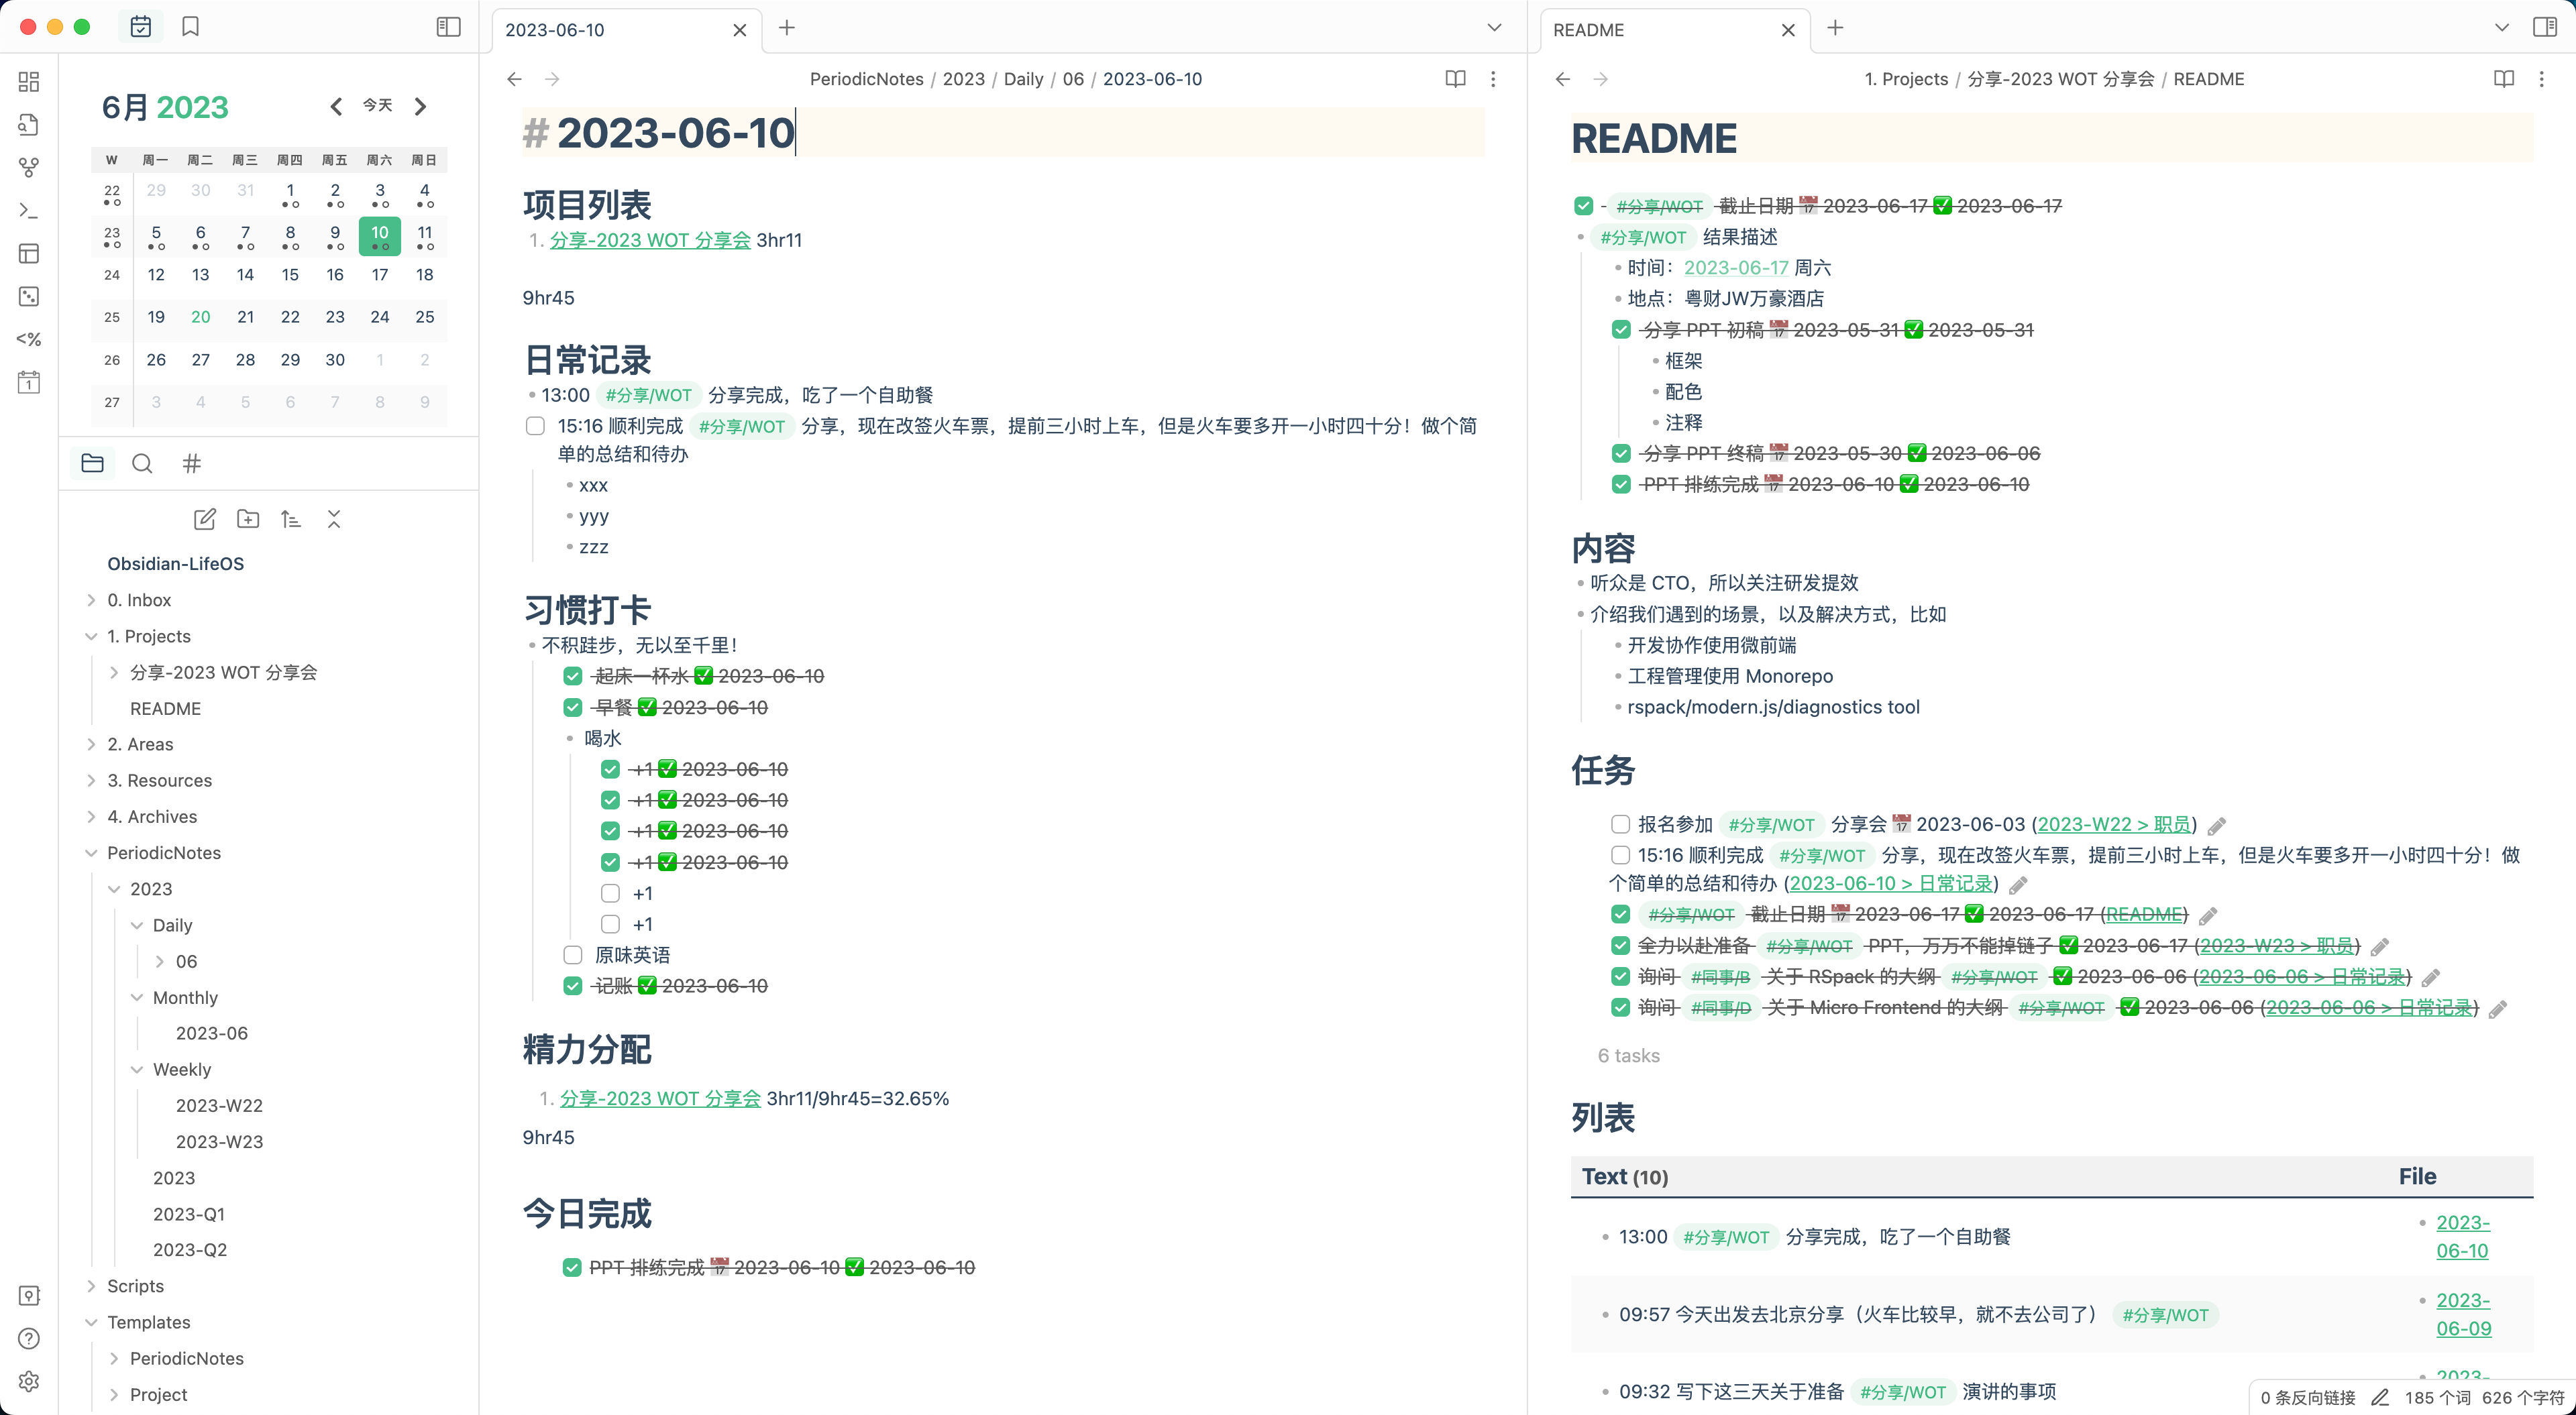 6月 2023
今天
W 周一 周二 周三 周四 周五 周六 周日
22 29 30 31 1 2 3 4
23 5 6 7 8 9 10 11
24 12 13 14 15 16 17 18
25 19 20 21 22 23 24 25
26 26 27 28 29 30 1 2
27 3 4 5 6 7 8 9
Obsidian-LifeOS
0. Inbox
1. Projects
分享-2023 WOT 分享会
README
2. Areas
3. Resources
4. Archives
PeriodicNotes
2023
Daily
06
Monthly
2023-06
Weekly
2023-W22
2023-W23
2023
2023-Q1
2023-Q2
Scripts
Templates
PeriodicNotes
Project
2023-06-10
PeriodicNotes / 2023 / Daily / 06 / 2023-06-10
# 2023-06-10
项目列表
1. 分享-2023 WOT 分享会 3hr11
9hr45
日常记录
13:00 #分享/WOT 分享完成，吃了一个自助餐
15:16 顺利完成 #分享/WOT 分享，现在改签火车票，提前三小时上车，但是火车要多开一小时四十分！做个简
单的总结和待办
xxx
yyy
zzz
习惯打卡
不积跬步，无以至千里！
起床一杯水 ✅ 2023-06-10
早餐 ✅ 2023-06-10
喝水
+1 ✅ 2023-06-10
+1 ✅ 2023-06-10
+1 ✅ 2023-06-10
+1 ✅ 2023-06-10
+1
+1
原味英语
记账 ✅ 2023-06-10
精力分配
1. 分享-2023 WOT 分享会 3hr11/9hr45=32.65%
9hr45
今日完成
PPT 排练完成 📅 2023-06-10 ✅ 2023-06-10
README
1. Projects / 分享-2023 WOT 分享会 / README
README
- #分享/WOT 截止日期 📅 2023-06-17 ✅ 2023-06-17
#分享/WOT 结果描述
时间：2023-06-17 周六
地点：粤财JW万豪酒店
分享 PPT 初稿 📅 2023-05-31 ✅ 2023-05-31
框架
配色
注释
分享 PPT 终稿 📅 2023-05-30 ✅ 2023-06-06
PPT 排练完成 📅 2023-06-10 ✅ 2023-06-10
内容
听众是 CTO，所以关注研发提效
介绍我们遇到的场景，以及解决方式，比如
开发协作使用微前端
工程管理使用 Monorepo
rspack/modern.js/diagnostics tool
任务
报名参加 #分享/WOT 分享会 📅 2023-06-03 (2023-W22 > 职员)
15:16 顺利完成 #分享/WOT 分享，现在改签火车票，提前三小时上车，但是火车要多开一小时四十分！做
个简单的总结和待办 (2023-06-10 > 日常记录)
#分享/WOT 截止日期 📅 2023-06-17 ✅ 2023-06-17 (README)
全力以赴准备 #分享/WOT PPT，万万不能掉链子 ✅ 2023-06-17 (2023-W23 > 职员)
询问 #同事/B 关于 RSpack 的大纲 #分享/WOT ✅ 2023-06-06 (2023-06-06 > 日常记录)
询问 #同事/D 关于 Micro Frontend 的大纲 #分享/WOT ✅ 2023-06-06 (2023-06-06 > 日常记录)
6 tasks
列表
Text (10) File
13:00 #分享/WOT 分享完成，吃了一个自助餐 2023-
06-10
09:57 今天出发去北京分享（火车比较早，就不去公司了） #分享/WOT 2023-
06-09
09:32 写下这三天关于准备 #分享/WOT 演讲的事项 2023-
0 条反向链接 185 个词 626 个字符